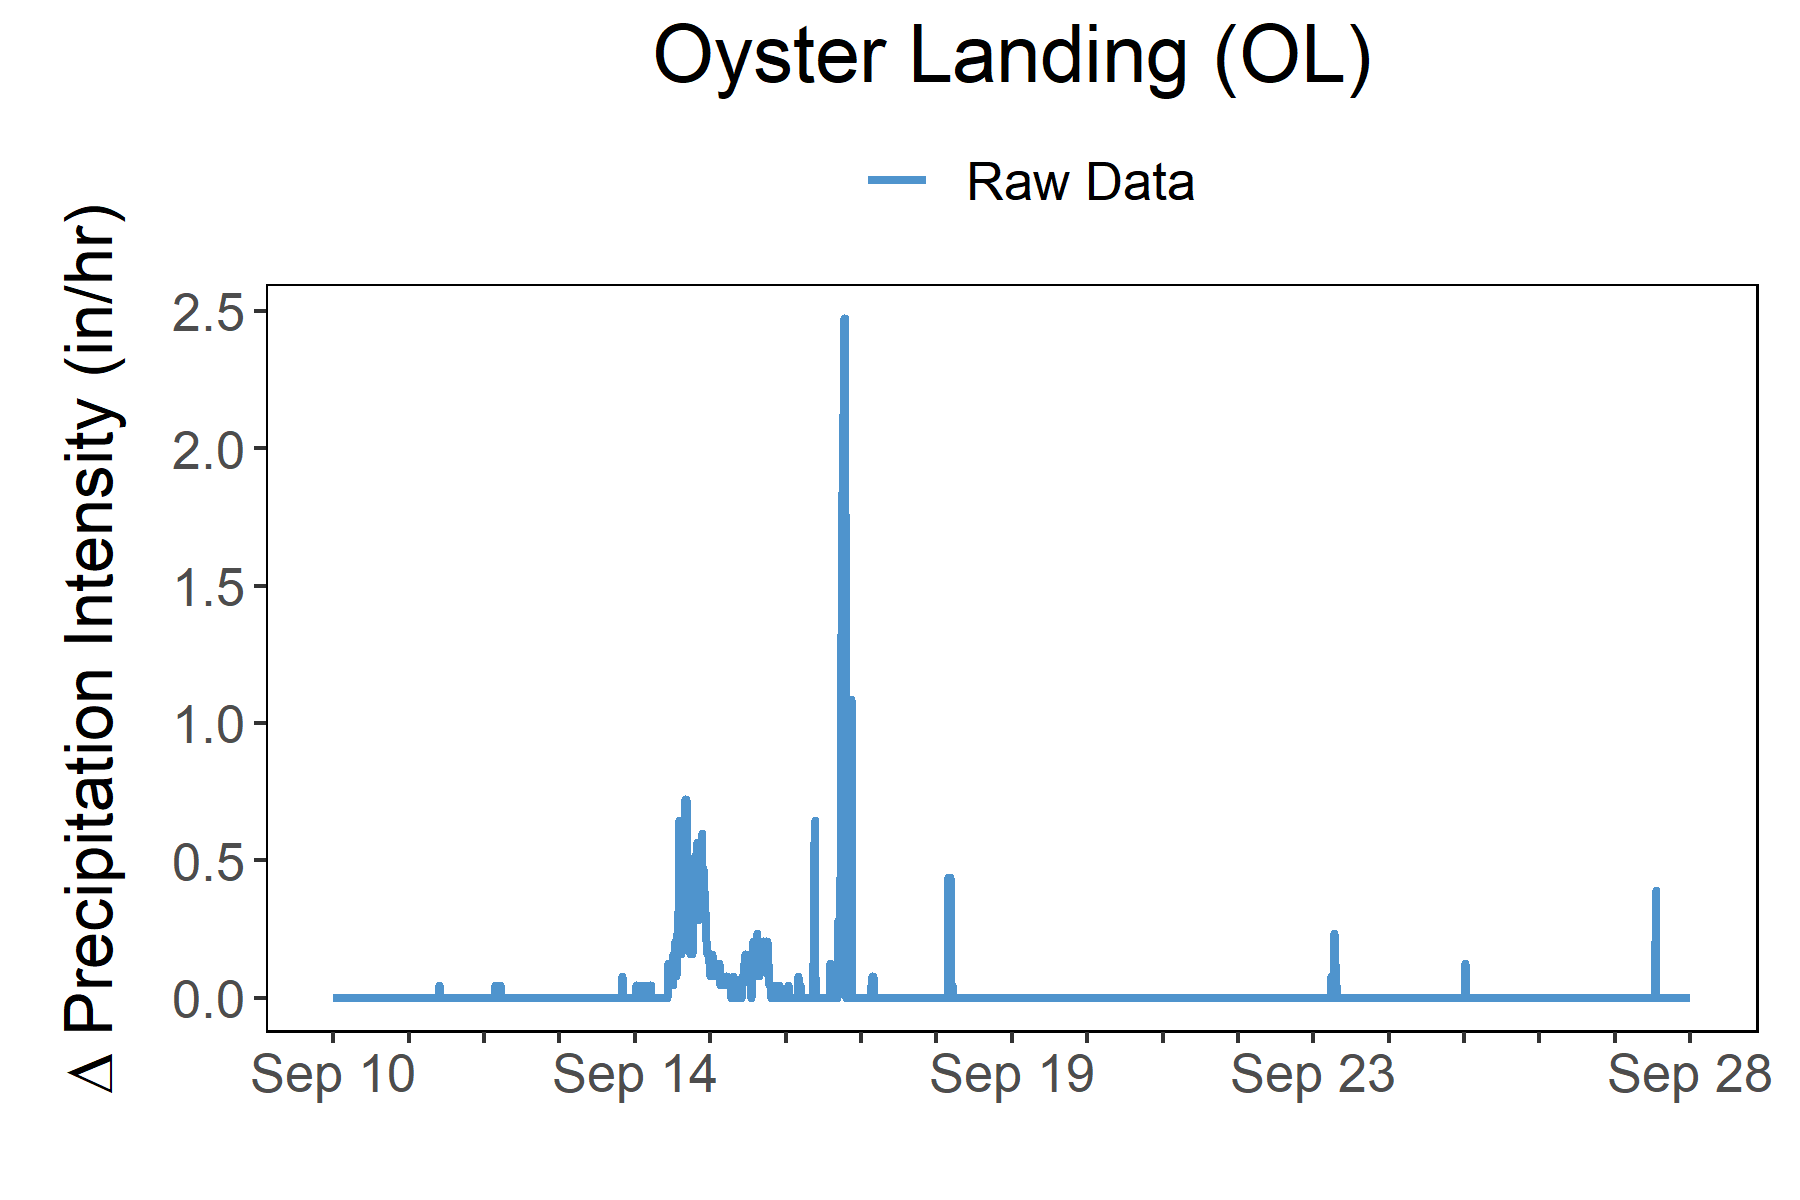 Oyster Landing (OL)
Raw Data
Δ Precipitation Intensity (in/hr)
2.5
2.0
1.5
1.0
0.5
0.0
Sep 10 Sep 14 Sep 19 Sep 23 Sep 28